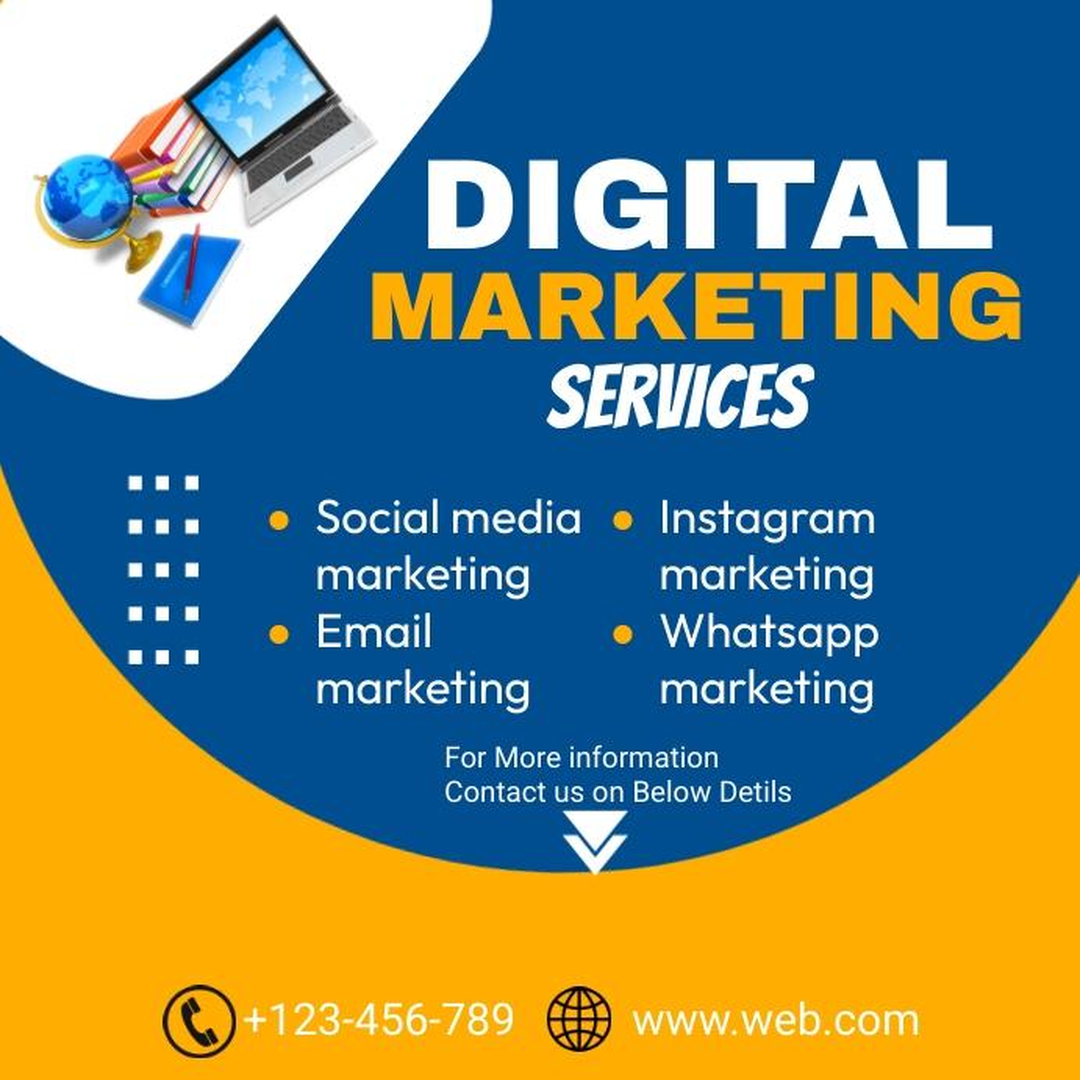 DIGITAL
MARKETING
SERVICES
Social media
marketing
Email
marketing
Instagram
marketing
Whatsapp
marketing
For More information
Contact us on Below Detils
+123-456-789
www.web.com